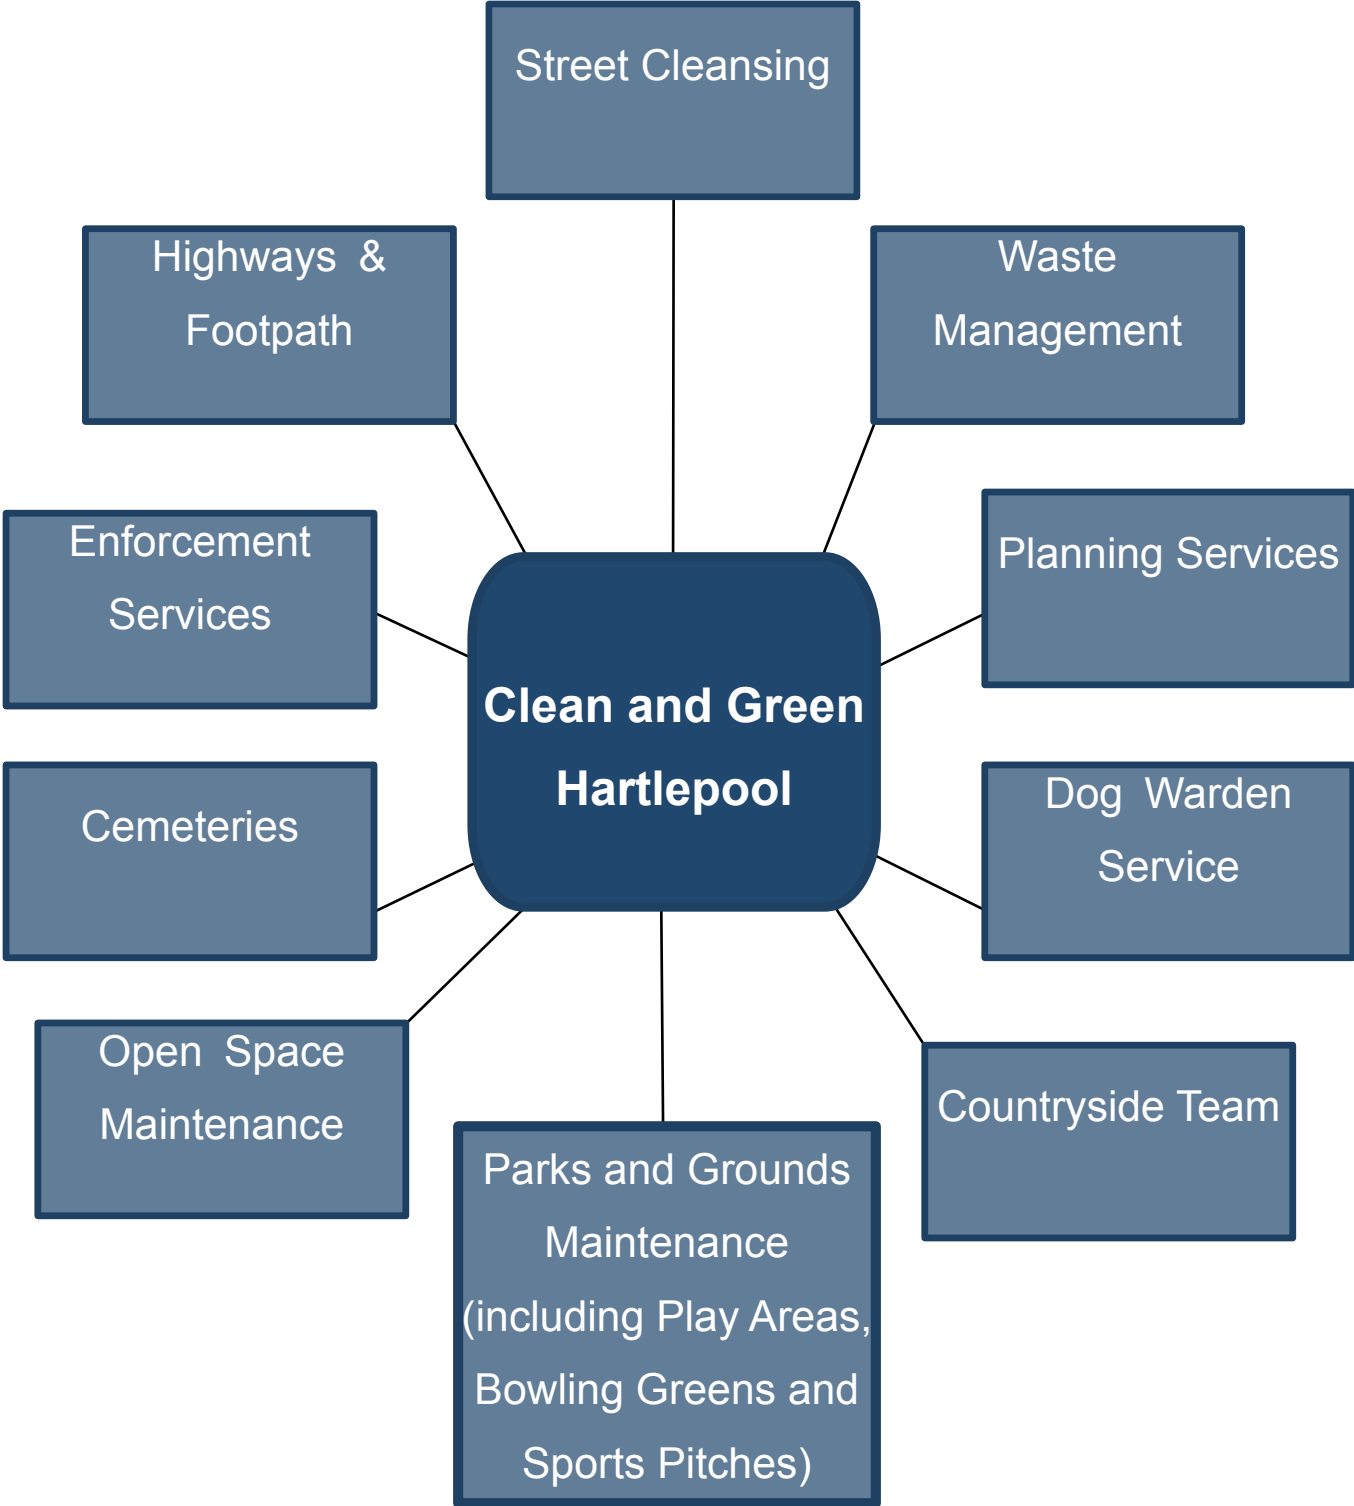 Street Cleansing
Highways &
Footpath
Waste
Management
Enforcement
Services
Planning Services
Clean and Green
Hartlepool
Cemeteries
Dog Warden
Service
Open Space
Maintenance
Countryside Team
Parks and Grounds
Maintenance
(including Play Areas,
Bowling Greens and
Sports Pitches)